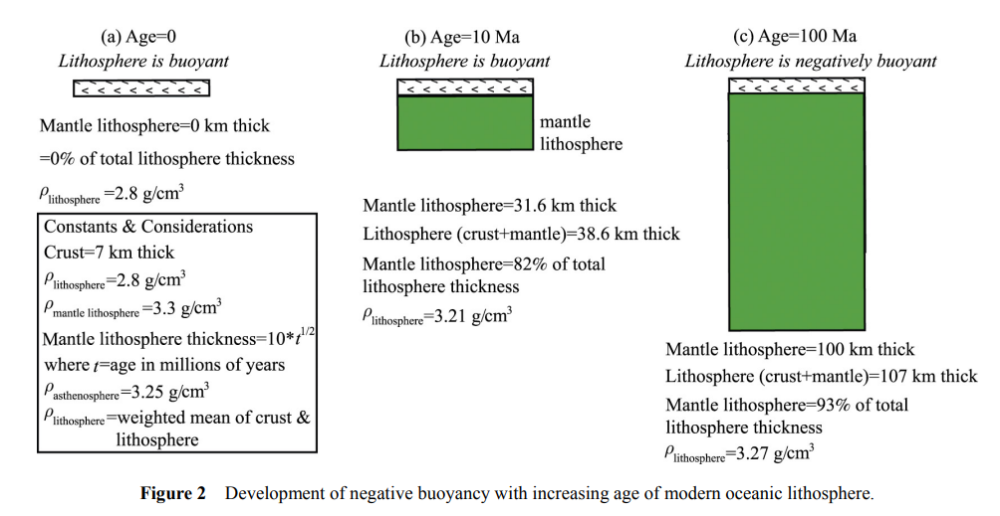 (a) Age=0
Lithosphere is buoyant
Mantle lithosphere=0 km thick
=0% of total lithosphere thickness
ρlithosphere =2.8 g/cm³
Constants & Considerations
Crust=7 km thick
ρlithosphere=2.8 g/cm³
ρmantle lithosphere =3.3 g/cm³
Mantle lithosphere thickness=10*t^1/2
where t=age in millions of years
ρasthenosphere=3.25 g/cm³
ρlithosphere=weighted mean of crust &
lithosphere
(b) Age=10 Ma
Lithosphere is buoyant
mantle
lithosphere
Mantle lithosphere=31.6 km thick
Lithosphere (crust+mantle)=38.6 km thick
Mantle lithosphere=82% of total
lithosphere thickness
ρlithosphere=3.21 g/cm³
(c) Age=100 Ma
Lithosphere is negatively buoyant
Mantle lithosphere=100 km thick
Lithosphere (crust+mantle)=107 km thick
Mantle lithosphere=93% of total
lithosphere thickness
ρlithosphere=3.27 g/cm³
Figure 2 Development of negative buoyancy with increasing age of modern oceanic lithosphere.